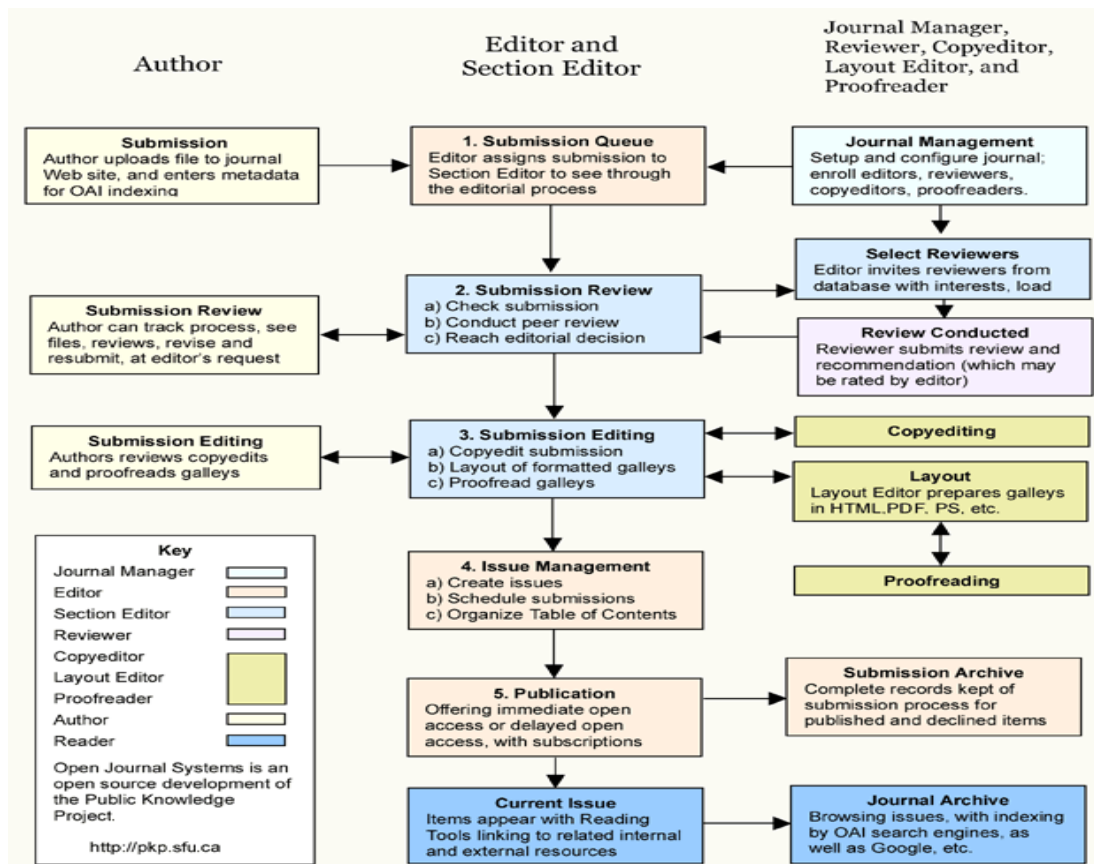 Author
Editor and
Section Editor
Journal Manager,
Reviewer, Copyeditor,
Layout Editor, and
Proofreader
Submission
Author uploads file to journal
Web site, and enters metadata
for OAI indexing
1. Submission Queue
Editor assigns submission to
Section Editor to see through
the editorial process
Journal Management
Setup and configure journal;
enroll editors, reviewers,
copyeditors, proofreaders.
Select Reviewers
Editor invites reviewers from
database with interests, load
Submission Review
Author can track process, see
files, reviews, revise and
resubmit, at editor's request
2. Submission Review
a) Check submission
b) Conduct peer review
c) Reach editorial decision
Review Conducted
Reviewer submits review and
recommendation (which may
be rated by editor)
Submission Editing
Authors reviews copyedits
and proofreads galleys
3. Submission Editing
a) Copyedit submission
b) Layout of formatted galleys
c) Proofread galleys
Copyediting
Layout
Layout Editor prepares galleys
in HTML,PDF, PS, etc.
Proofreading
Key
Journal Manager
Editor
Section Editor
Reviewer
Copyeditor
Layout Editor
Proofreader
Author
Reader
Open Journal Systems is an
open source development of
the Public Knowledge
Project.
http://pkp.sfu.ca
4. Issue Management
a) Create issues
b) Schedule submissions
c) Organize Table of Contents
5. Publication
Offering immediate open
access or delayed open
access, with subscriptions
Submission Archive
Complete records kept of
submission process for
published and declined items
Current Issue
Items appear with Reading
Tools linking to related internal
and external resources
Journal Archive
Browsing issues, with indexing
by OAI search engines, as
well as Google, etc.